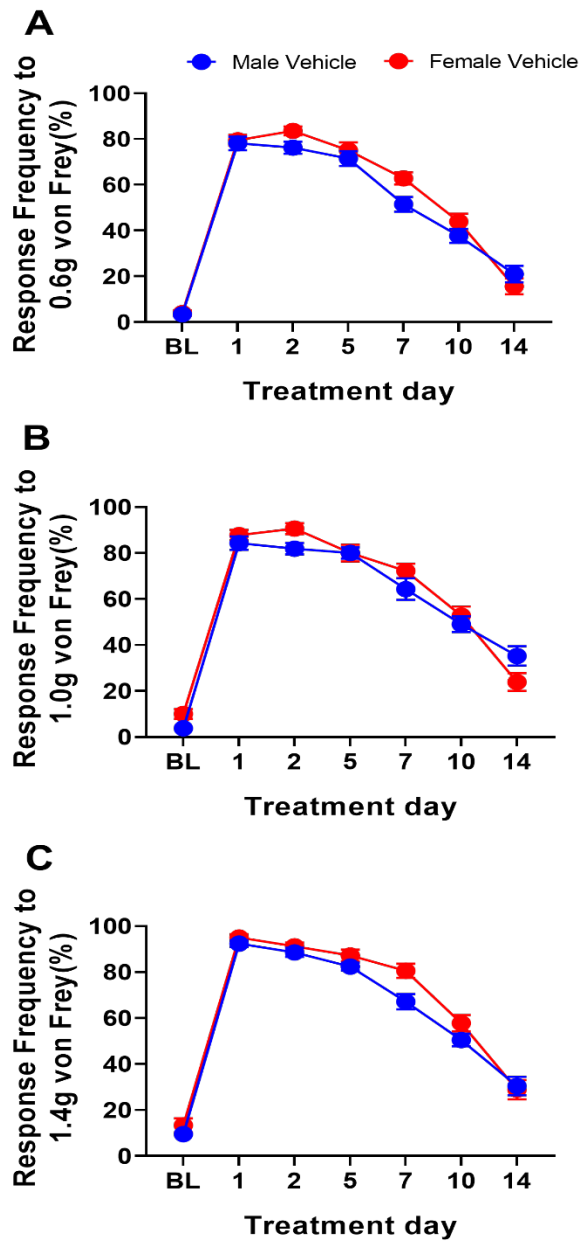 A
Male Vehicle Female Vehicle
Response Frequency to
0.6g von Frey(%)
100
80
60
40
20
0
BL 1 2 5 7 10 14
Treatment day
B
Response Frequency to
1.0g von Frey(%)
100
80
60
40
20
0
BL 1 2 5 7 10 14
Treatment day
C
Response Frequency to
1.4g von Frey(%)
100
80
60
40
20
0
BL 1 2 5 7 10 14
Treatment day